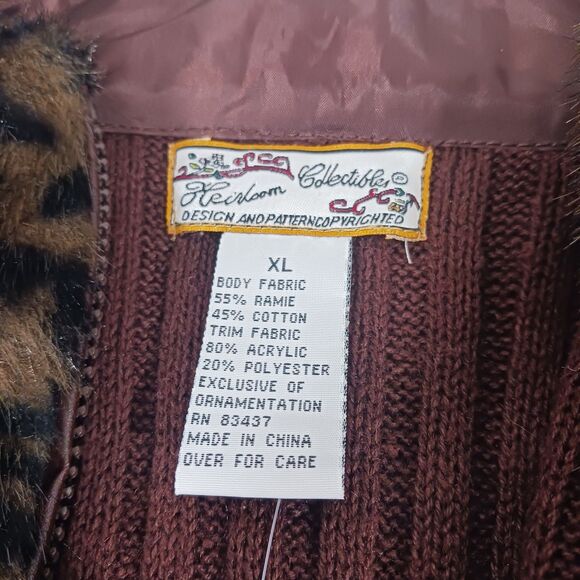 Heirloom Collectibles
DESIGN AND PATTERN COPYRIGHTED
XL
BODY FABRIC
55% RAMIE
45% COTTON
TRIM FABRIC
80% ACRYLIC
20% POLYESTER
EXCLUSIVE OF
ORNAMENTATION
RN 83437
MADE IN CHINA
OVER FOR CARE